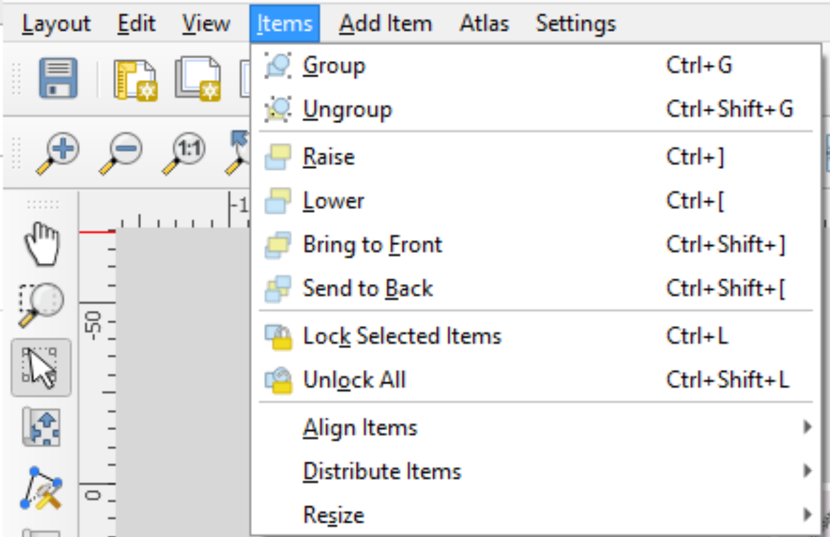 Layout Edit View Items Add Item Atlas Settings
Group Ctrl+G
Ungroup Ctrl+Shift+G
1:1
Raise Ctrl+]
-1
Lower Ctrl+[
Bring to Front Ctrl+Shift+]
Send to Back Ctrl+Shift+[
-50
Lock Selected Items Ctrl+L
Unlock All Ctrl+Shift+L
Align Items
Distribute Items
0
Resize